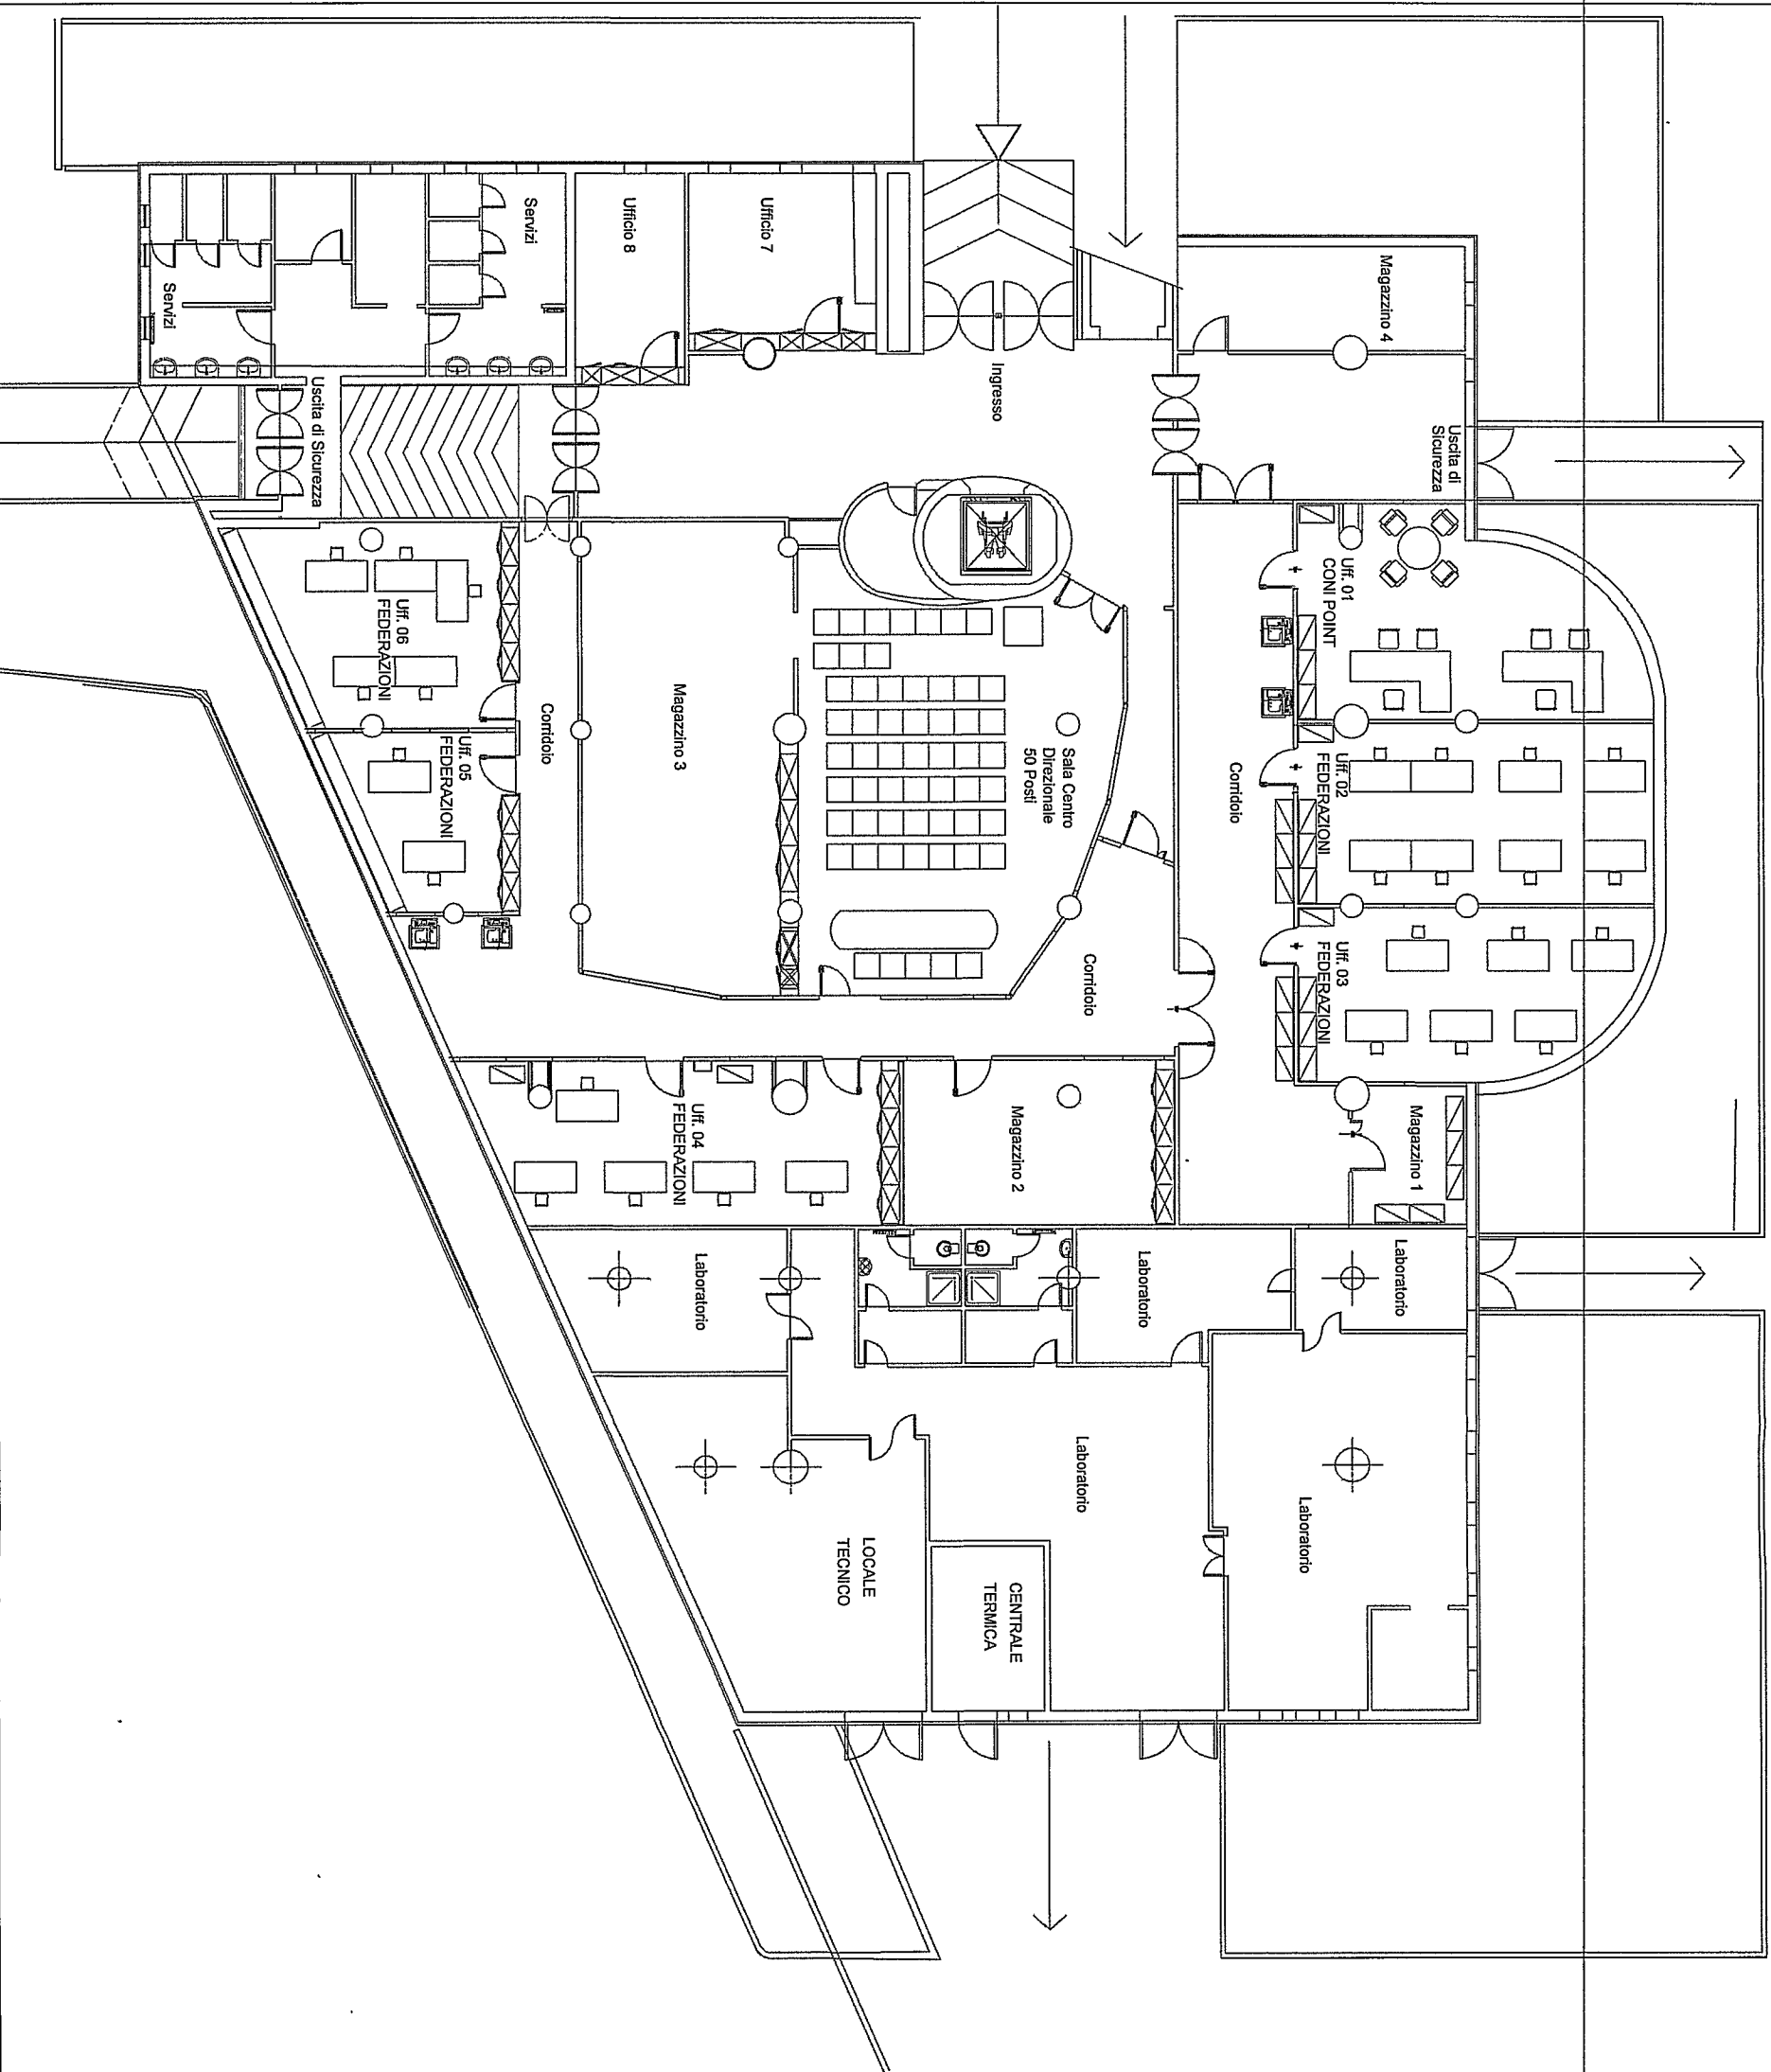 Magazzino 4
Uscita di
Sicurezza
Ingresso
Ufficio 7
Ufficio 8
Servizi
Servizi
Uscita di Sicurezza
Uff. 01
CONI POINT
Uff. 02
FEDERAZIONI
Uff. 03
FEDERAZIONI
Corridoio
Sala Centro
Direzionale
50 Posti
Magazzino 3
Corridoio
Uff. 06
FEDERAZIONI
Uff. 05
FEDERAZIONI
Corridoio
Magazzino 1
Magazzino 2
Uff. 04
FEDERAZIONI
Laboratorio
Laboratorio
Laboratorio
Laboratorio
Laboratorio
CENTRALE
TERMICA
LOCALE
TECNICO